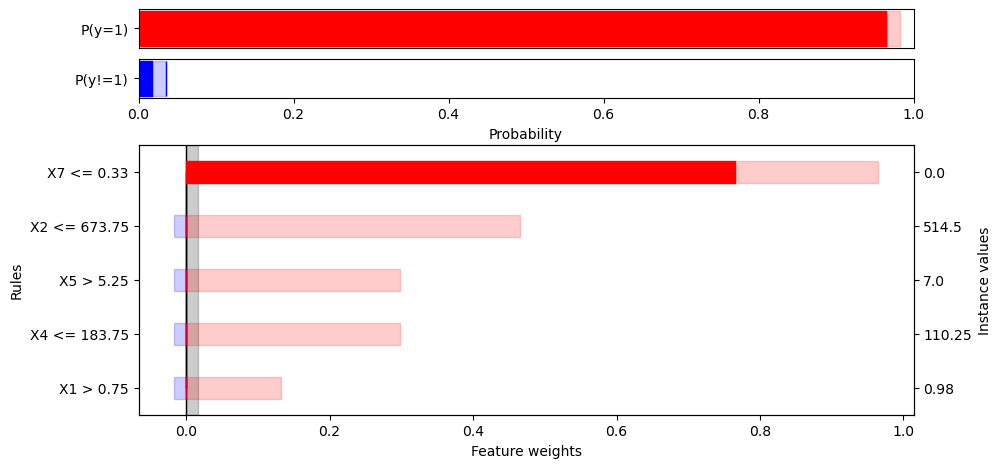 P(y=1)
P(y!=1)
0.0 0.2 0.4 0.6 0.8 1.0
Probability
X7 <= 0.33 0.0
X2 <= 673.75 514.5
X5 > 5.25 7.0
X4 <= 183.75 110.25
X1 > 0.75 0.98
Rules
Instance values
0.0 0.2 0.4 0.6 0.8 1.0
Feature weights